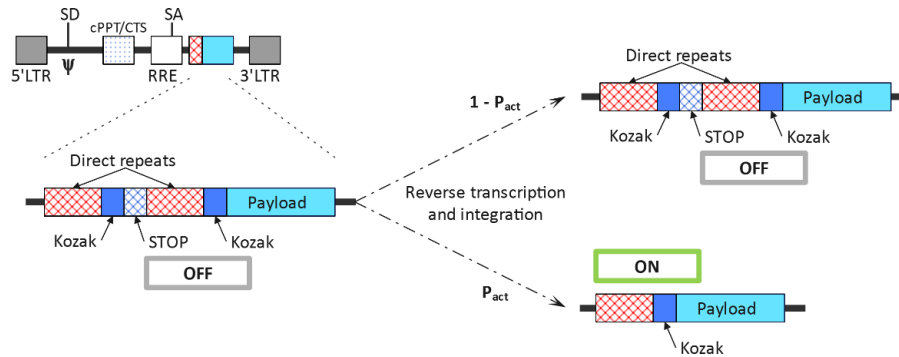 SD
cPPT/CTS
SA
5'LTR
Ψ
RRE
3'LTR
Direct repeats
Payload
Kozak
STOP
Kozak
OFF
1 - Pact
Reverse transcription
and integration
Pact
Direct repeats
Payload
Kozak
STOP
Kozak
OFF
ON
Payload
Kozak